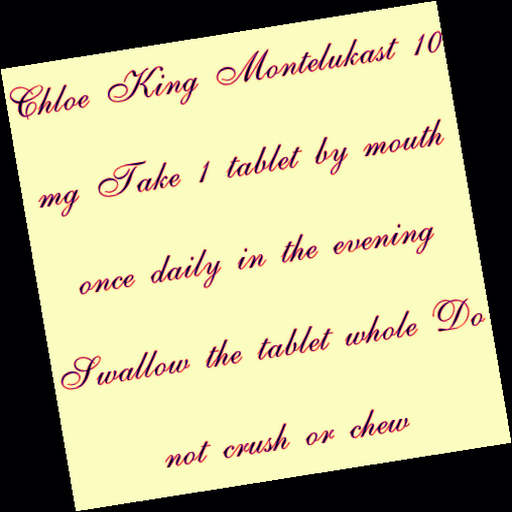 Chloe King Montelukast 10
mg Take 1 tablet by mouth
once daily in the evening
Swallow the tablet whole Do
not crush or chew